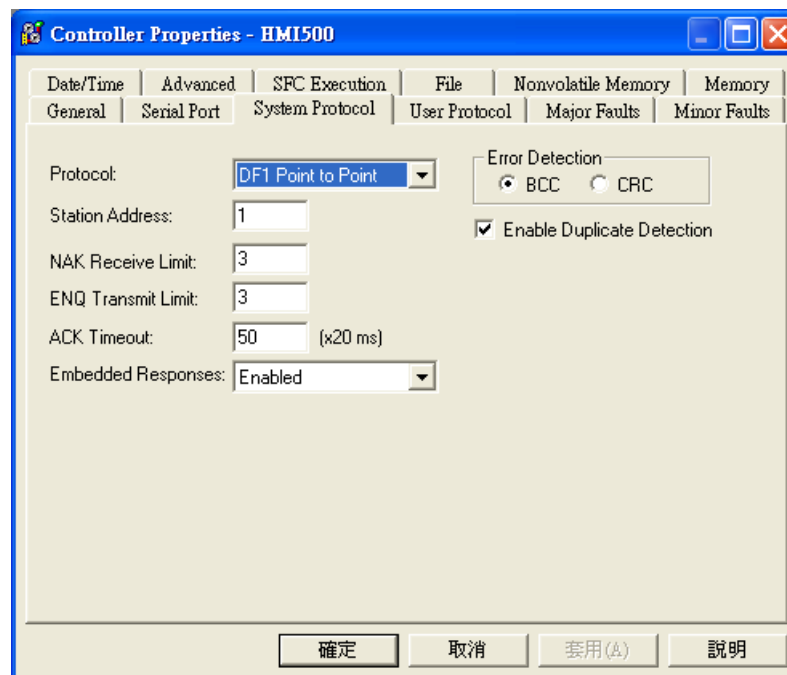 Controller Properties - HMI500
Date/Time Advanced SFC Execution File Nonvolatile Memory Memory
General Serial Port System Protocol User Protocol Major Faults Minor Faults
Protocol: DF1 Point to Point
Error Detection
BCC CRC
Station Address: 1
Enable Duplicate Detection
NAK Receive Limit: 3
ENQ Transmit Limit: 3
ACK Timeout: 50 (x20 ms)
Embedded Responses: Enabled
確定 取消 套用(A) 說明